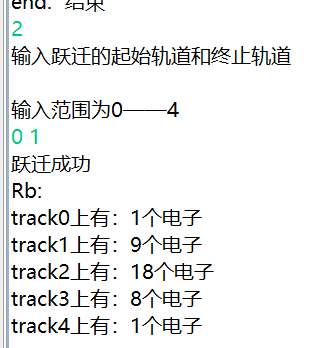 end: 结束
2
输入跃迁的起始轨道和终止轨道
输入范围为0——4
0 1
跃迁成功
Rb:
track0上有：1个电子
track1上有：9个电子
track2上有：18个电子
track3上有：8个电子
track4上有：1个电子